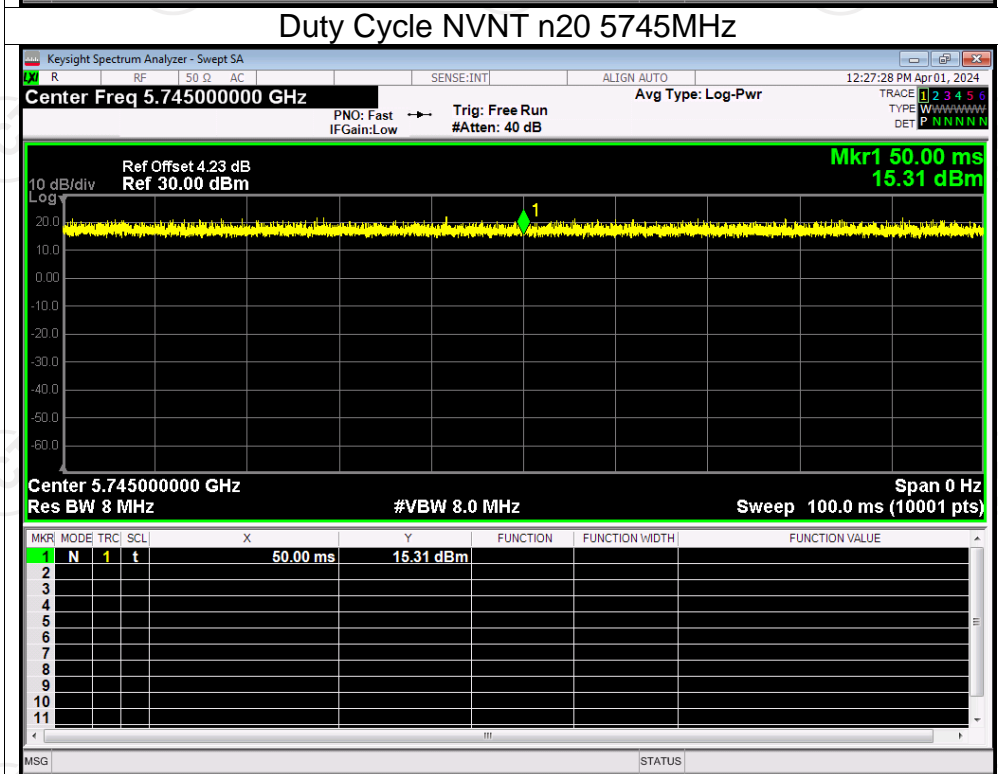 Duty Cycle NVNT n20 5745MHz
Keysight Spectrum Analyzer - Swept SA
LXI R RF 50 Ω AC SENSE:INT ALIGN AUTO 12:27:28 PM Apr 01, 2024
Center Freq 5.745000000 GHz Avg Type: Log-Pwr TRACE 1 2 3 4 5 6
PNO: Fast Trig: Free Run TYPE WWWWWW
IFGain:Low #Atten: 40 dB DET P N N N N N
Mkr1 50.00 ms
Ref Offset 4.23 dB
10 dB/div Ref 30.00 dBm 15.31 dBm
Log
1
20.0
10.0
0.00
-10.0
-20.0
-30.0
-40.0
-50.0
-60.0
Center 5.745000000 GHz Span 0 Hz
Res BW 8 MHz #VBW 8.0 MHz Sweep 100.0 ms (10001 pts)
MKR MODE TRC SCL X Y FUNCTION FUNCTION WIDTH FUNCTION VALUE
1 N 1 t 50.00 ms 15.31 dBm
2
3
4
5
6
7
8
9
10
11
MSG STATUS